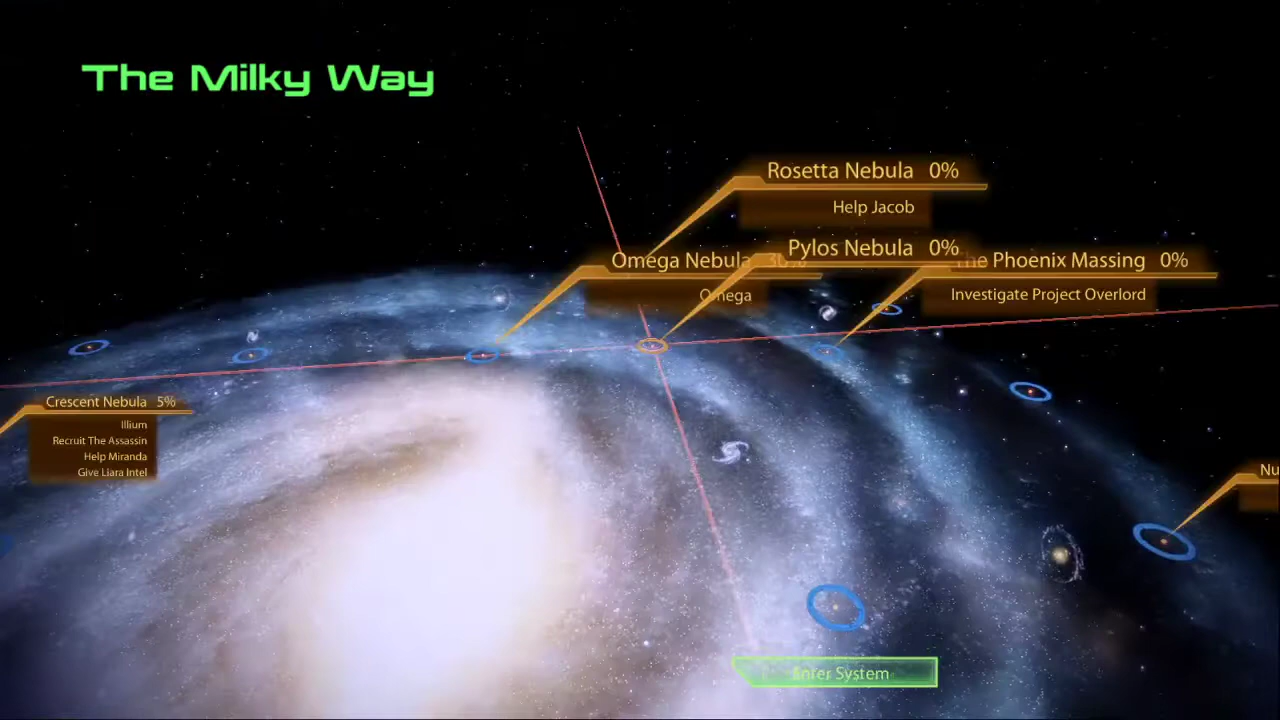 The Milky Way
Rosetta Nebula 0%
Help Jacob
Pylos Nebula 0%
Omega Nebula 30%
Omega
The Phoenix Massing 0%
Investigate Project Overlord
Crescent Nebula 5%
Illium
Recruit The Assassin
Help Miranda
Give Liara Intel
Enter System